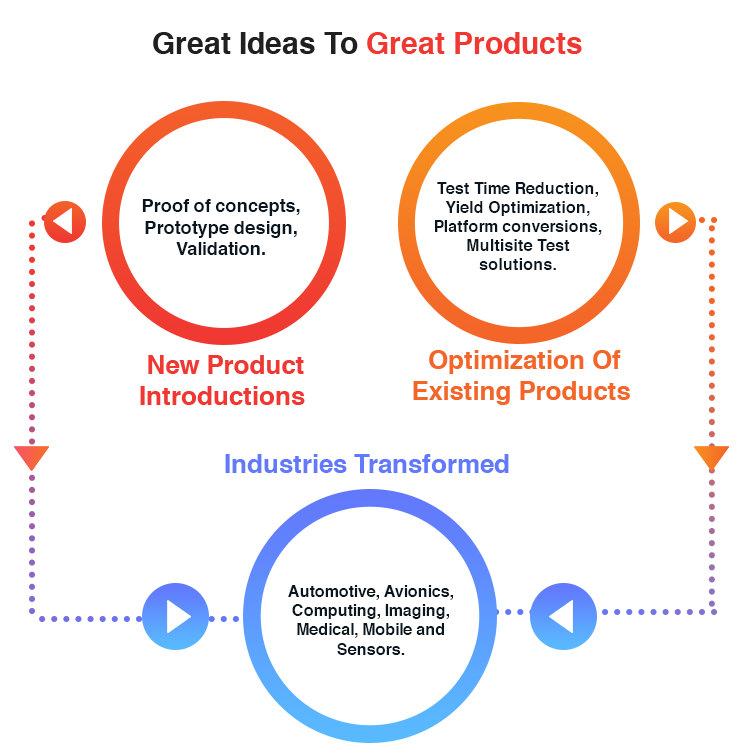 Great Ideas To Great Products
Proof of concepts,
Prototype design,
Validation.
New Product
Introductions
Test Time Reduction,
Yield Optimization,
Platform conversions,
Multisite Test
solutions.
Optimization Of
Existing Products
Industries Transformed
Automotive, Avionics,
Computing, Imaging,
Medical, Mobile and
Sensors.